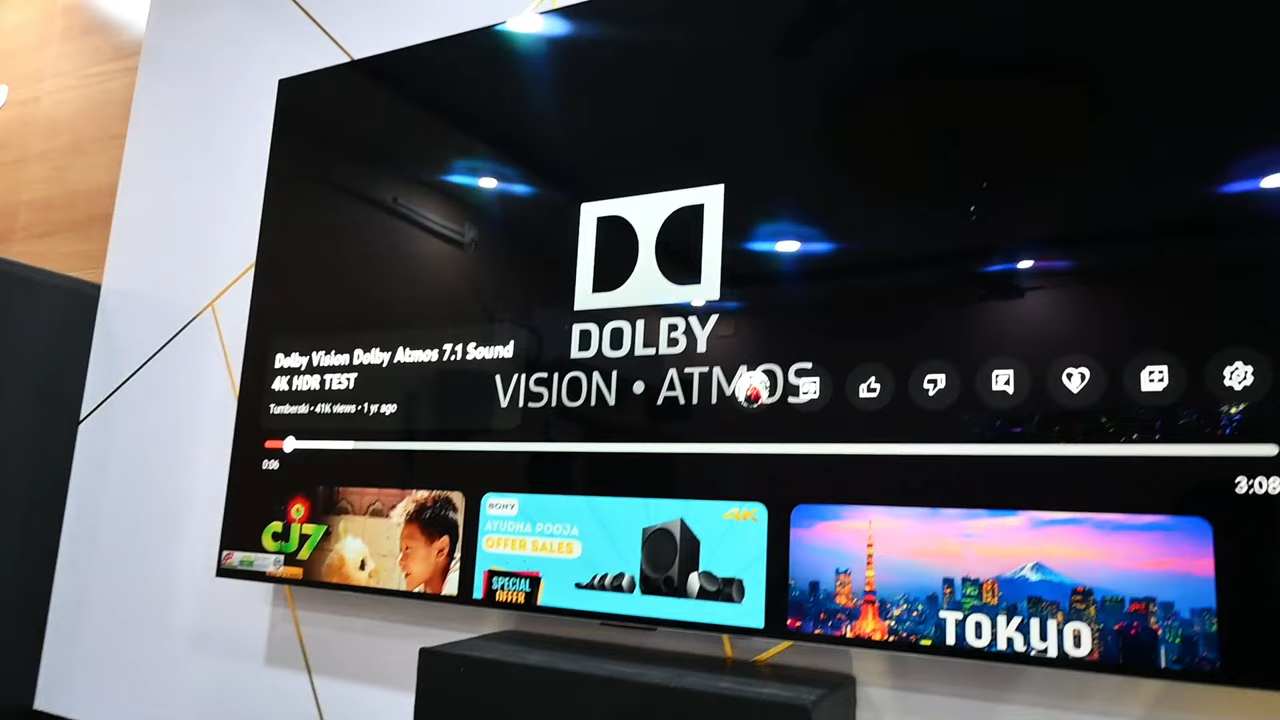 DOLBY
VISION • ATMOS
Dolby Vision Dolby Atmos 7.1 Sound
4K HDR TEST
Tumberski • 41K views • 1 yr ago
0:06
3:08
CJ7
SONY
4K
AYUDHA POOJA
OFFER SALES
SPECIAL
OFFER
TOKYO